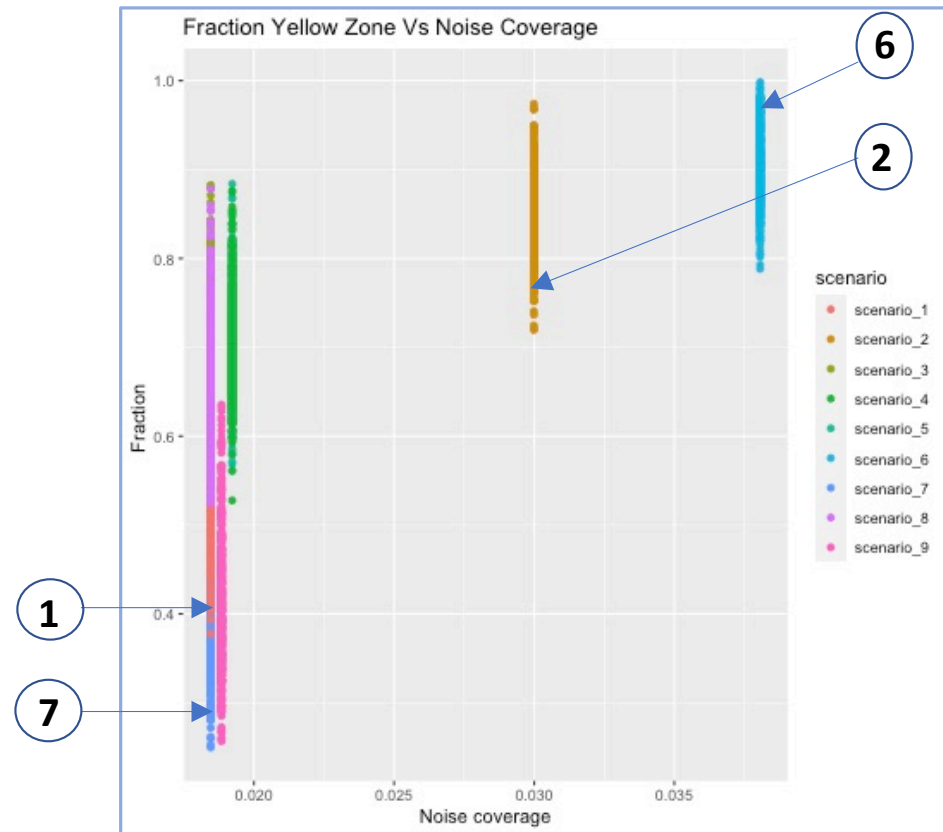 Fraction Yellow Zone Vs Noise Coverage
6
2
1
7
1.0
0.8
0.6
0.4
Fraction
0.020
0.025
0.030
0.035
Noise coverage
scenario
scenario_1
scenario_2
scenario_3
scenario_4
scenario_5
scenario_6
scenario_7
scenario_8
scenario_9